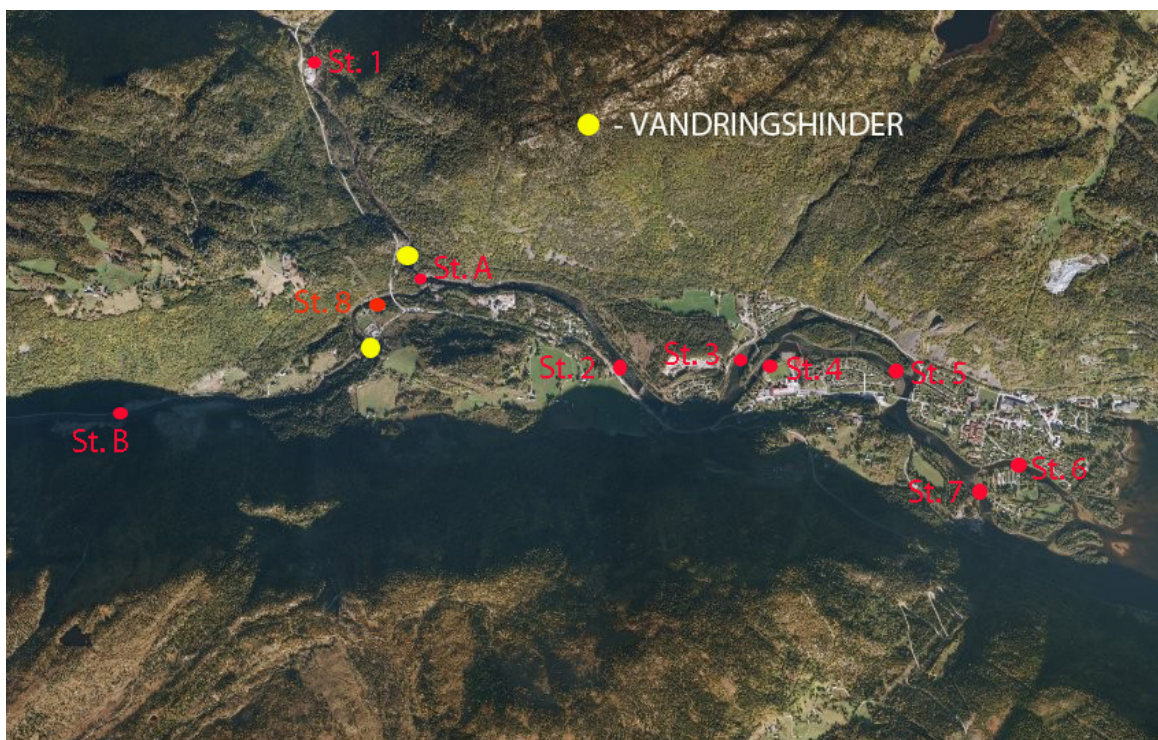 St. 1
- VANDRINGSHINDER
St. A
St. 8
St. 2
St. 3
St. 4
St. 5
St. B
St. 6
St. 7